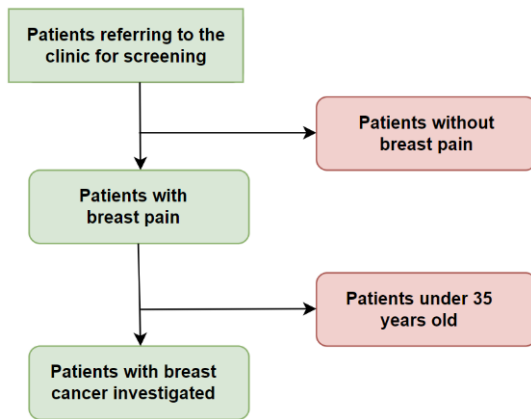 Patients referring to the
clinic for screening
Patients without
breast pain
Patients with
breast pain
Patients under 35
years old
Patients with breast
cancer investigated